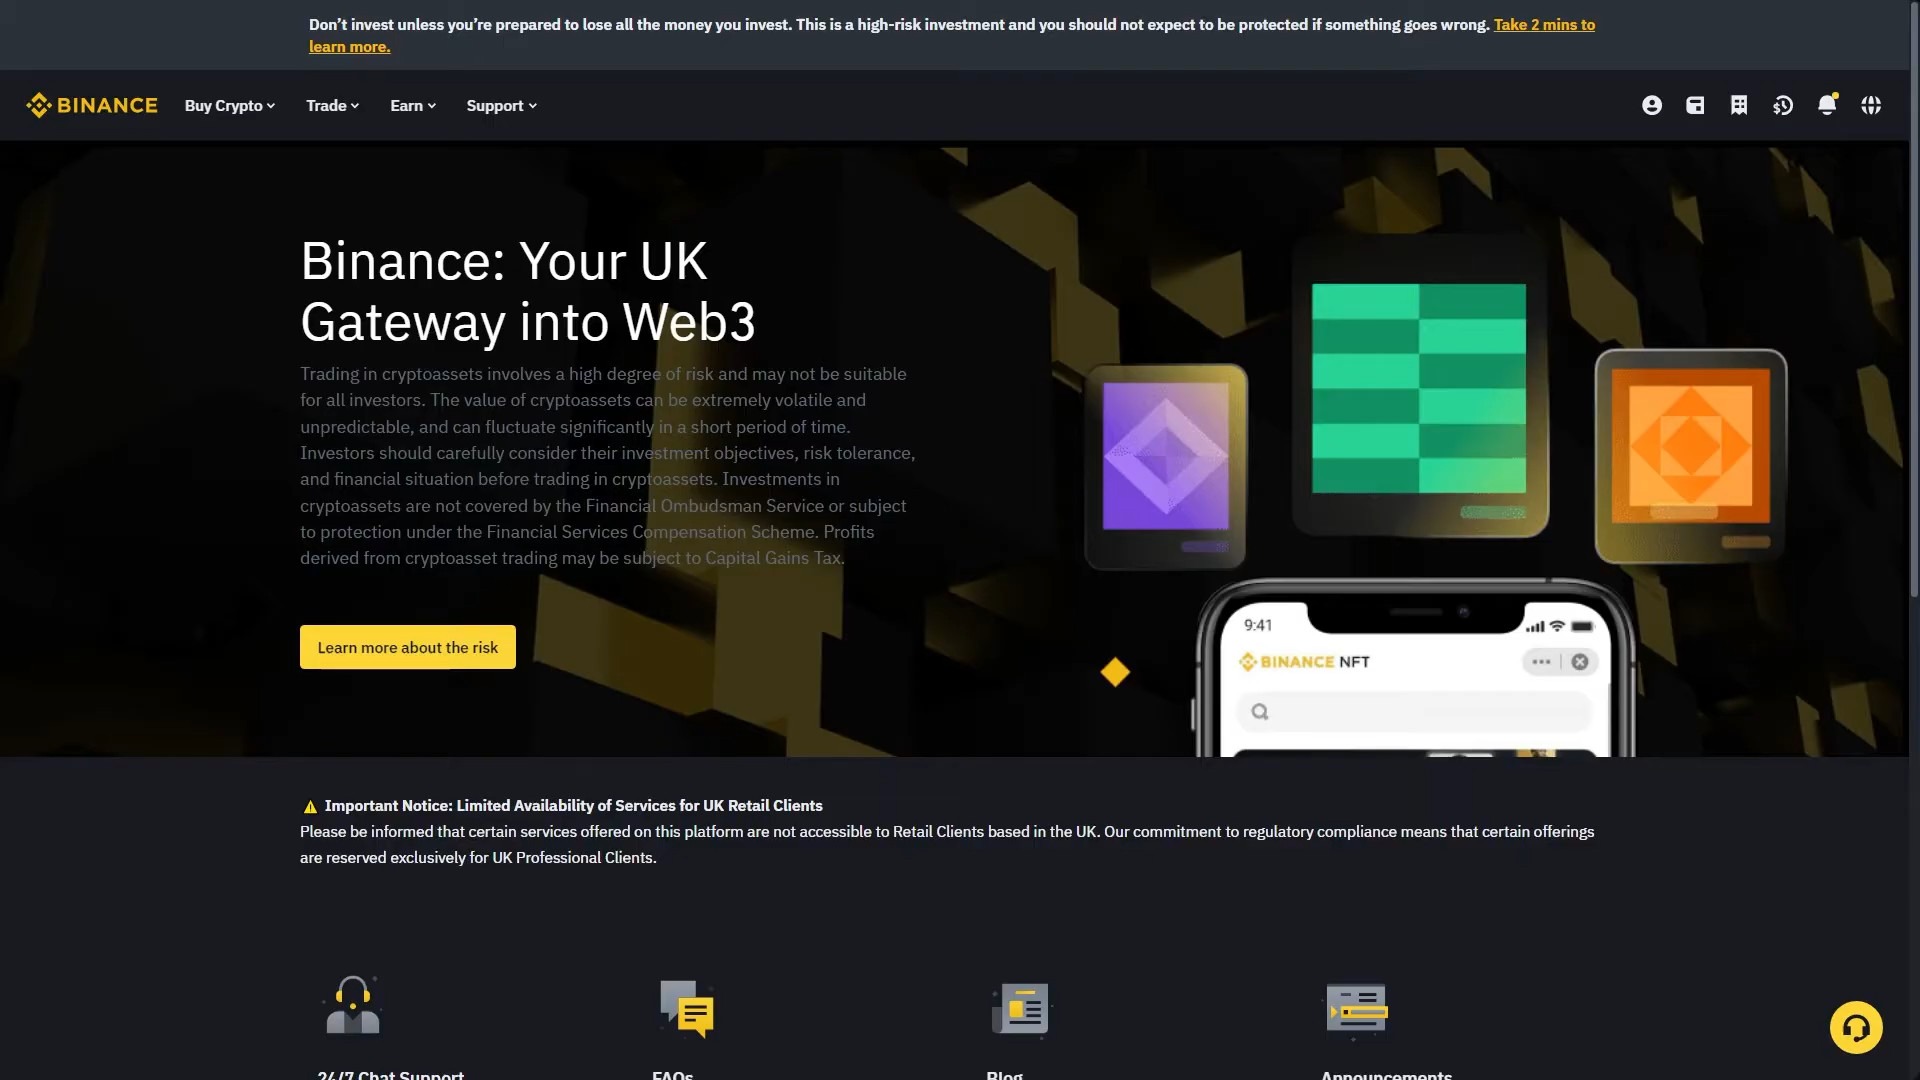 Don’t invest unless you’re prepared to lose all the money you invest. This is a high-risk investment and you should not expect to be protected if something goes wrong. Take 2 mins to
learn more.
BINANCE Buy Crypto Trade Earn Support
Binance: Your UK
Gateway into Web3
Trading in cryptoassets involves a high degree of risk and may not be suitable
for all investors. The value of cryptoassets can be extremely volatile and
unpredictable, and can fluctuate significantly in a short period of time.
Investors should carefully consider their investment objectives, risk tolerance,
and financial situation before trading in cryptoassets. Investments in
cryptoassets are not covered by the Financial Ombudsman Service or subject
to protection under the Financial Services Compensation Scheme. Profits
derived from cryptoasset trading may be subject to Capital Gains Tax.
Learn more about the risk
9:41
BINANCE NFT
Important Notice: Limited Availability of Services for UK Retail Clients
Please be informed that certain services offered on this platform are not accessible to Retail Clients based in the UK. Our commitment to regulatory compliance means that certain offerings
are reserved exclusively for UK Professional Clients.
24/7 Chat Support FAQs Blog Announcements